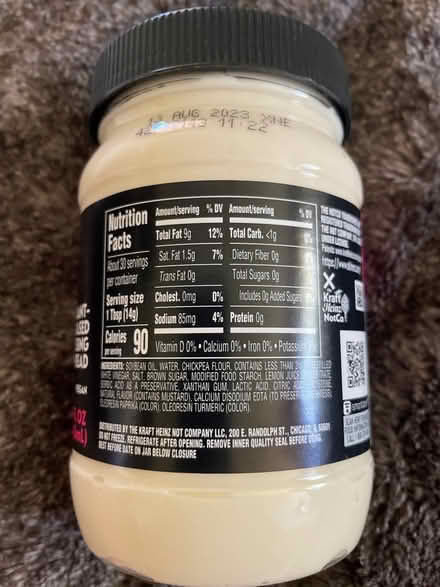 AUG 2023
11:22
Nutrition
Facts
About 30 servings
per container
Serving size
1 Tbsp (14g)
Calories 90
per serving
Amount/serving % DV
Total Fat 9g 12%
Sat. Fat 1.5g 7%
Trans Fat 0g
Cholest. 0mg 0%
Sodium 85mg 4%
Amount/serving % DV
Total Carb. <1g
Dietary Fiber 0g
Total Sugars 0g
Includes 0g Added Sugars
Protein 0g
Vitamin D 0% • Calcium 0% • Iron 0% •
INGREDIENTS: SOYBEAN OIL, WATER, CHICKPEA FLOUR, CONTAINS LESS THAN
VINEGAR, SALT, BROWN SUGAR, MODIFIED FOOD STARCH, LEMON JUICE
SORBIC ACID AS A PRESERVATIVE, XANTHAN GUM, LACTIC ACID, CITRIC ACID,
NATURAL FLAVOR (CONTAINS MUSTARD), CALCIUM DISODIUM EDTA (TO
OLEORESIN PAPRIKA (COLOR), OLEORESIN TURMERIC (COLOR).
DISTRIBUTED BY THE KRAFT HEINZ NOT COMPANY LLC, 200 E. RANDOLPH ST., CHICAGO, IL 60601
DO NOT FREEZE. REFRIGERATE AFTER OPENING. REMOVE INNER QUALITY SEAL BEFORE USING.
BEST BEFORE DATE ON JAR BELOW CLOSURE
UNDER LICENSE.
Kraft
Heinz
NotCo